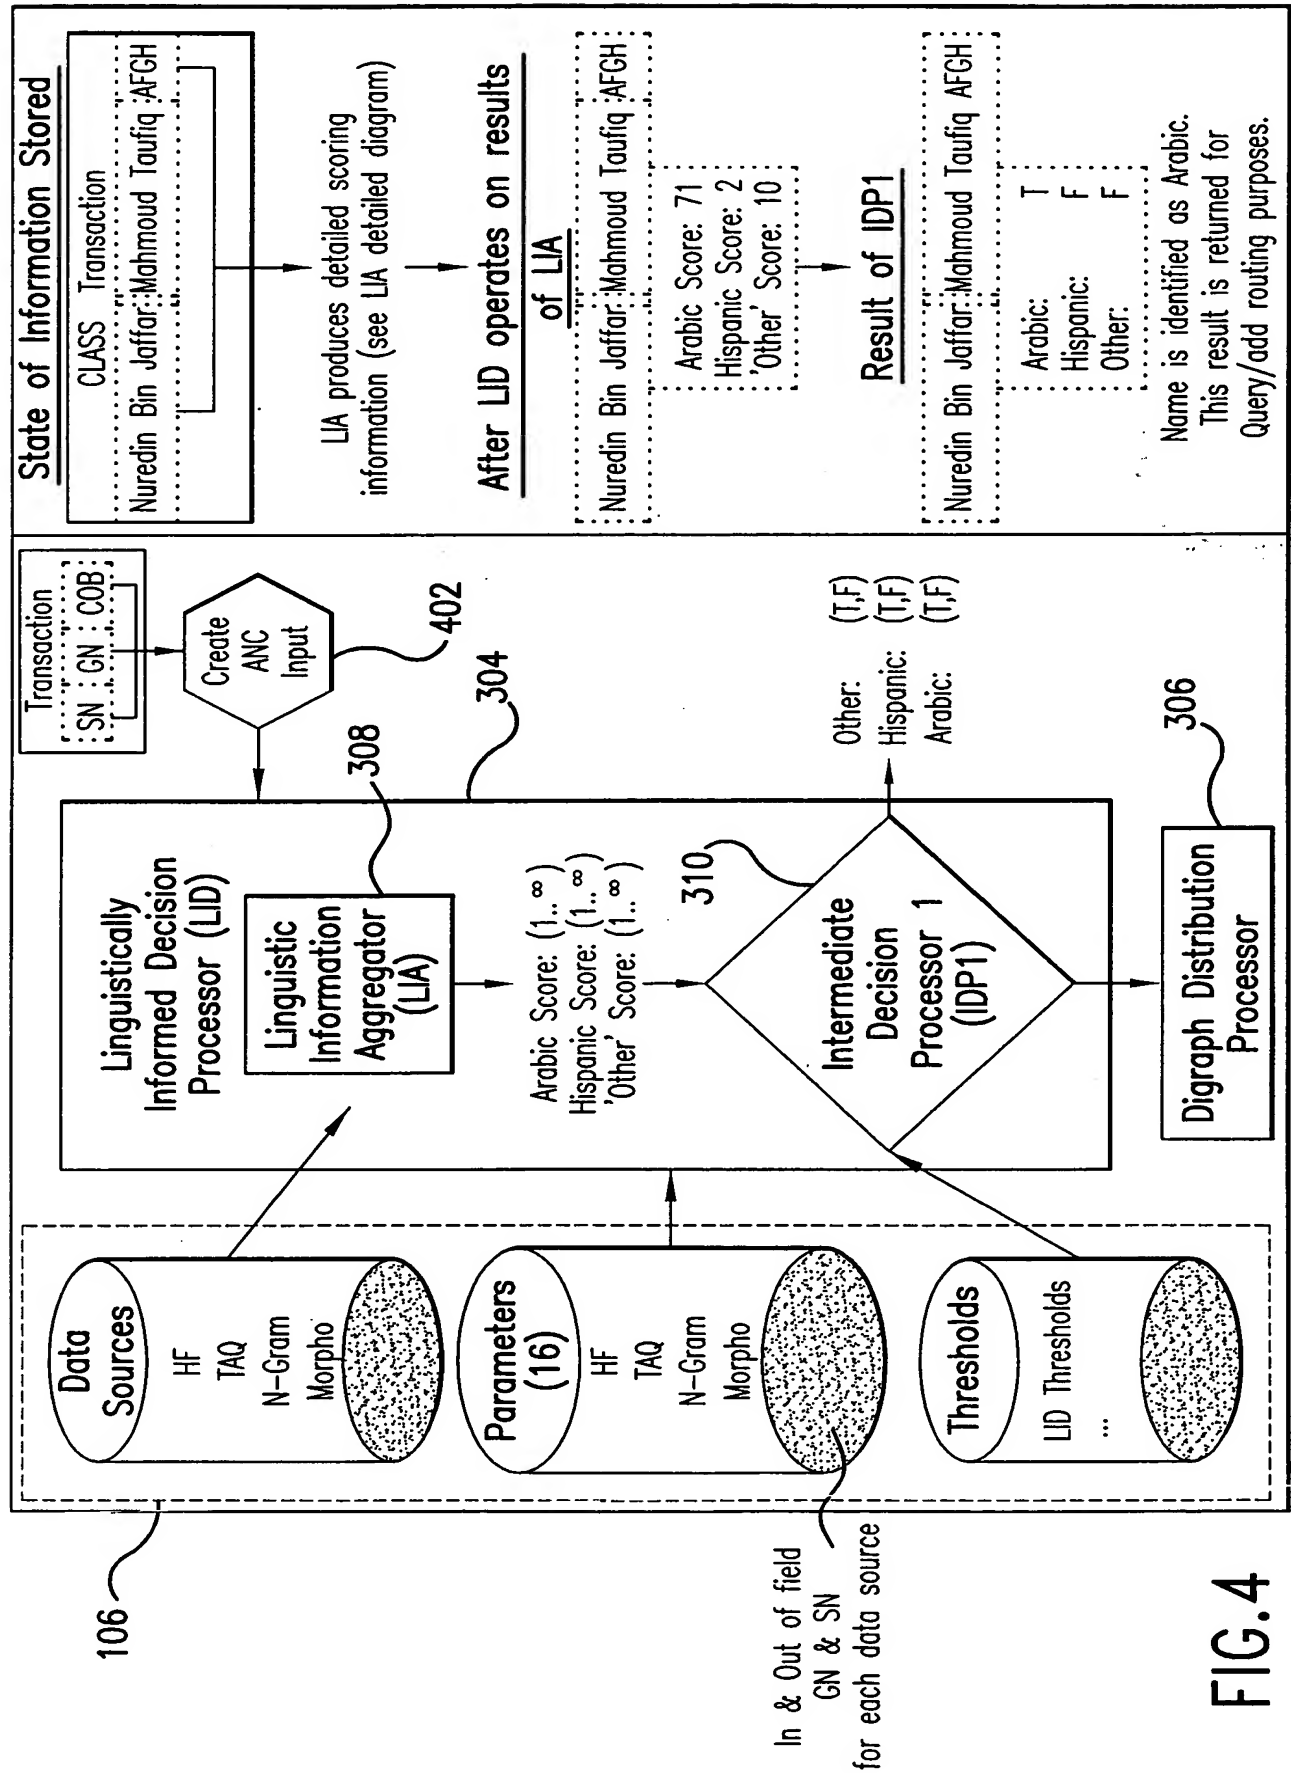 Data
Sources
HF
TAQ
N-Gram
Morpho
Parameters
(16)
HF
TAQ
N-Gram
Morpho
Thresholds
LID Thresholds
...
106
In & Out of field
GN & SN
for each data source
Linguistically
Informed Decision
Processor (LID)
Linguistic
Information
Aggregator
(LIA)
308
304
Arabic Score: (1.. ∞)
Hispanic Score: (1.. ∞)
'Other' Score: (1.. ∞)
310
Intermediate
Decision
Processor 1
(IDP1)
Digraph Distribution
Processor
306
Transaction
SN GN COB
Create
ANC
Input
402
Other: (T,F)
Hispanic: (T,F)
Arabic: (T,F)
State of Information Stored
CLASS Transaction
Nuredin Bin Jaffar Mahmoud Taufiq AFGH
LIA produces detailed scoring
information (see LIA detailed diagram)
After LID operates on results
of LIA
Nuredin Bin Jaffar Mahmoud Taufiq AFGH
Arabic Score: 71
Hispanic Score: 2
'Other' Score: 10
Result of IDP1
Nuredin Bin Jaffar Mahmoud Taufiq AFGH
Arabic: T
Hispanic: F
Other: F
Name is identified as Arabic.
This result is returned for
Query/add routing purposes.
FIG.4